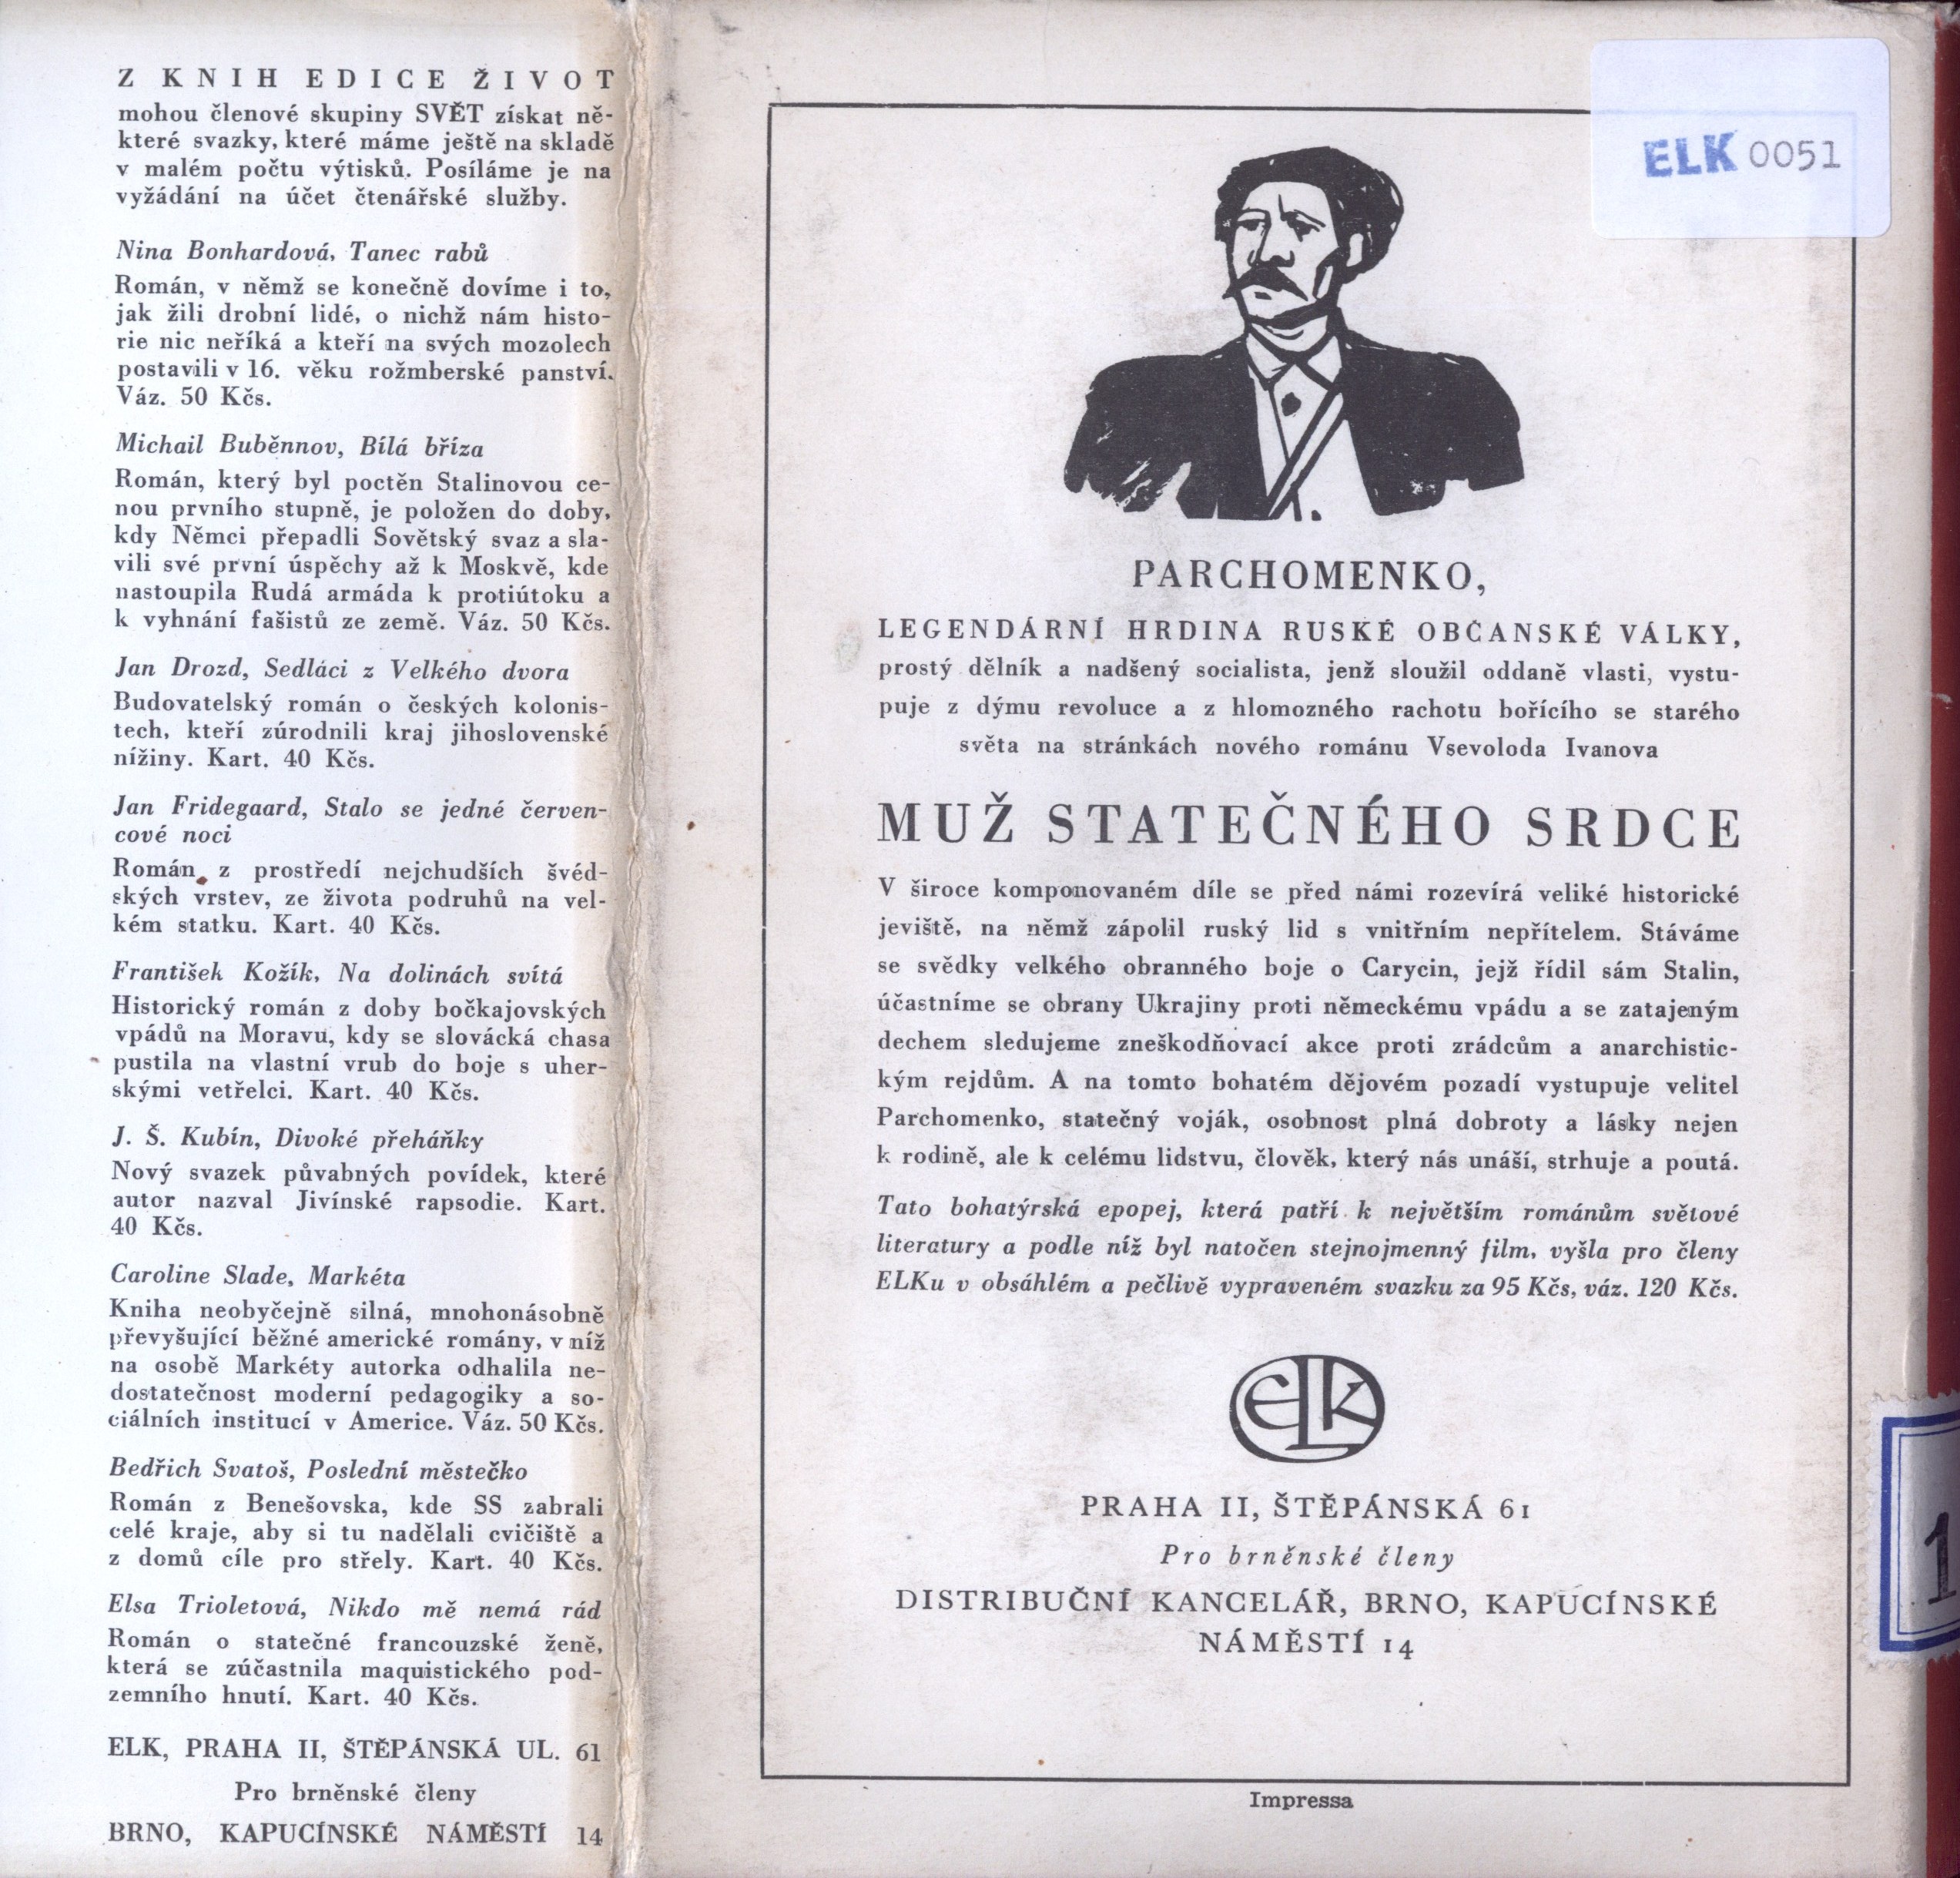 Z KNIH EDICE ŽIVOT
mohou členové skupiny SVĚT získat ně-
které svazky, které máme ještě na skladě
v malém počtu výtisků. Posíláme je na
vyžádání na účet čtenářské služby.
Nina Bonhardová, Tanec rabů
Román, v němž se konečně dovíme i to,
jak žili drobní lidé, o nichž nám histo-
rie nic neříká a kteří na svých mozolech
postavili v 16. věku rožmberské panství.
Váz. 50 Kčs.
Michail Buběnnov, Bílá bříza
Román, který byl poctěn Stalinovou ce-
nou prvního stupně, je položen do doby,
kdy Němci přepadli Sovětský svaz a sla-
vili své první úspěchy až k Moskvě, kde
nastoupila Rudá armáda k protiútoku a
k vyhnání fašistů ze země. Váz. 50 Kčs.
Jan Drozd, Sedláci z Velkého dvora
Budovatelský román o českých kolonis-
tech, kteří zúrodnili kraj jihoslovenské
nížiny. Kart. 40 Kčs.
Jan Fridegaard, Stalo se jedné červen-
cové noci
Román z prostředí nejchudších švéd-
ských vrstev, ze života podruhů na vel-
kém statku. Kart. 40 Kčs.
František Kožík, Na dolinách svítá
Historický román z doby bočkajovských
vpádů na Moravu, kdy se slovácká chasa
pustila na vlastní vrub do boje s uher-
skými vetřelci. Kart. 40 Kčs.
J. Š. Kubín, Divoké přeháňky
Nový svazek půvabných povídek, které
autor nazval Jivínské rapsodie. Kart.
40 Kčs.
Caroline Slade, Markéta
Kniha neobyčejně silná, mnohonásobně
převyšující běžné americké romány, v níž
na osobě Markéty autorka odhalila ne-
dostatečnost moderní pedagogiky a so-
ciálních institucí v Americe. Váz. 50 Kčs.
Bedřich Svatoš, Poslední městečko
Román z Benešovska, kde SS zabrali
celé kraje, aby si tu nadělali cvičiště a
z domů cíle pro střely. Kart. 40 Kčs.
Elsa Trioletová, Nikdo mě nemá rád
Román o statečné francouzské ženě,
která se zúčastnila maquistického pod-
zemního hnutí. Kart. 40 Kčs.
ELK, PRAHA II, ŠTĚPÁNSKÁ UL. 61
Pro brněnské členy
BRNO, KAPUCÍNSKÉ NÁMĚSTÍ 14
ELK 0051
PARCHOMENKO,
LEGENDÁRNÍ HRDINA RUSKÉ OBČANSKÉ VÁLKY,
prostý dělník a nadšený socialista, jenž sloužil oddaně vlasti, vystu-
puje z dýmu revoluce a z hlomozného rachotu bořícího se starého
světa na stránkách nového románu Vsevoloda Ivanova
MUŽ STATEČNÉHO SRDCE
V široce komponovaném díle se před námi rozevírá veliké historické
jeviště, na němž zápolil ruský lid s vnitřním nepřítelem. Stáváme
se svědky velkého obranného boje o Carycin, jejž řídil sám Stalin,
účastníme se obrany Ukrajiny proti německému vpádu a se zatajeným
dechem sledujeme zneškodňovací akce proti zrádcům a anarchistic-
kým rejdům. A na tomto bohatém dějovém pozadí vystupuje velitel
Parchomenko, statečný voják, osobnost plná dobroty a lásky nejen
k rodině, ale k celému lidstvu, člověk, který nás unáší, strhuje a poutá.
Tato bohatýrská epopej, která patří k největším románům světové
literatury a podle níž byl natočen stejnojmenný film, vyšla pro členy
ELKu v obsáhlém a pečlivě vypraveném svazku za 95 Kčs, váz. 120 Kčs.
ELK
PRAHA II, ŠTĚPÁNSKÁ 61
Pro brněnské členy
DISTRIBUČNÍ KANCELÁŘ, BRNO, KAPUCÍNSKÉ
NÁMĚSTÍ 14
Impressa
1